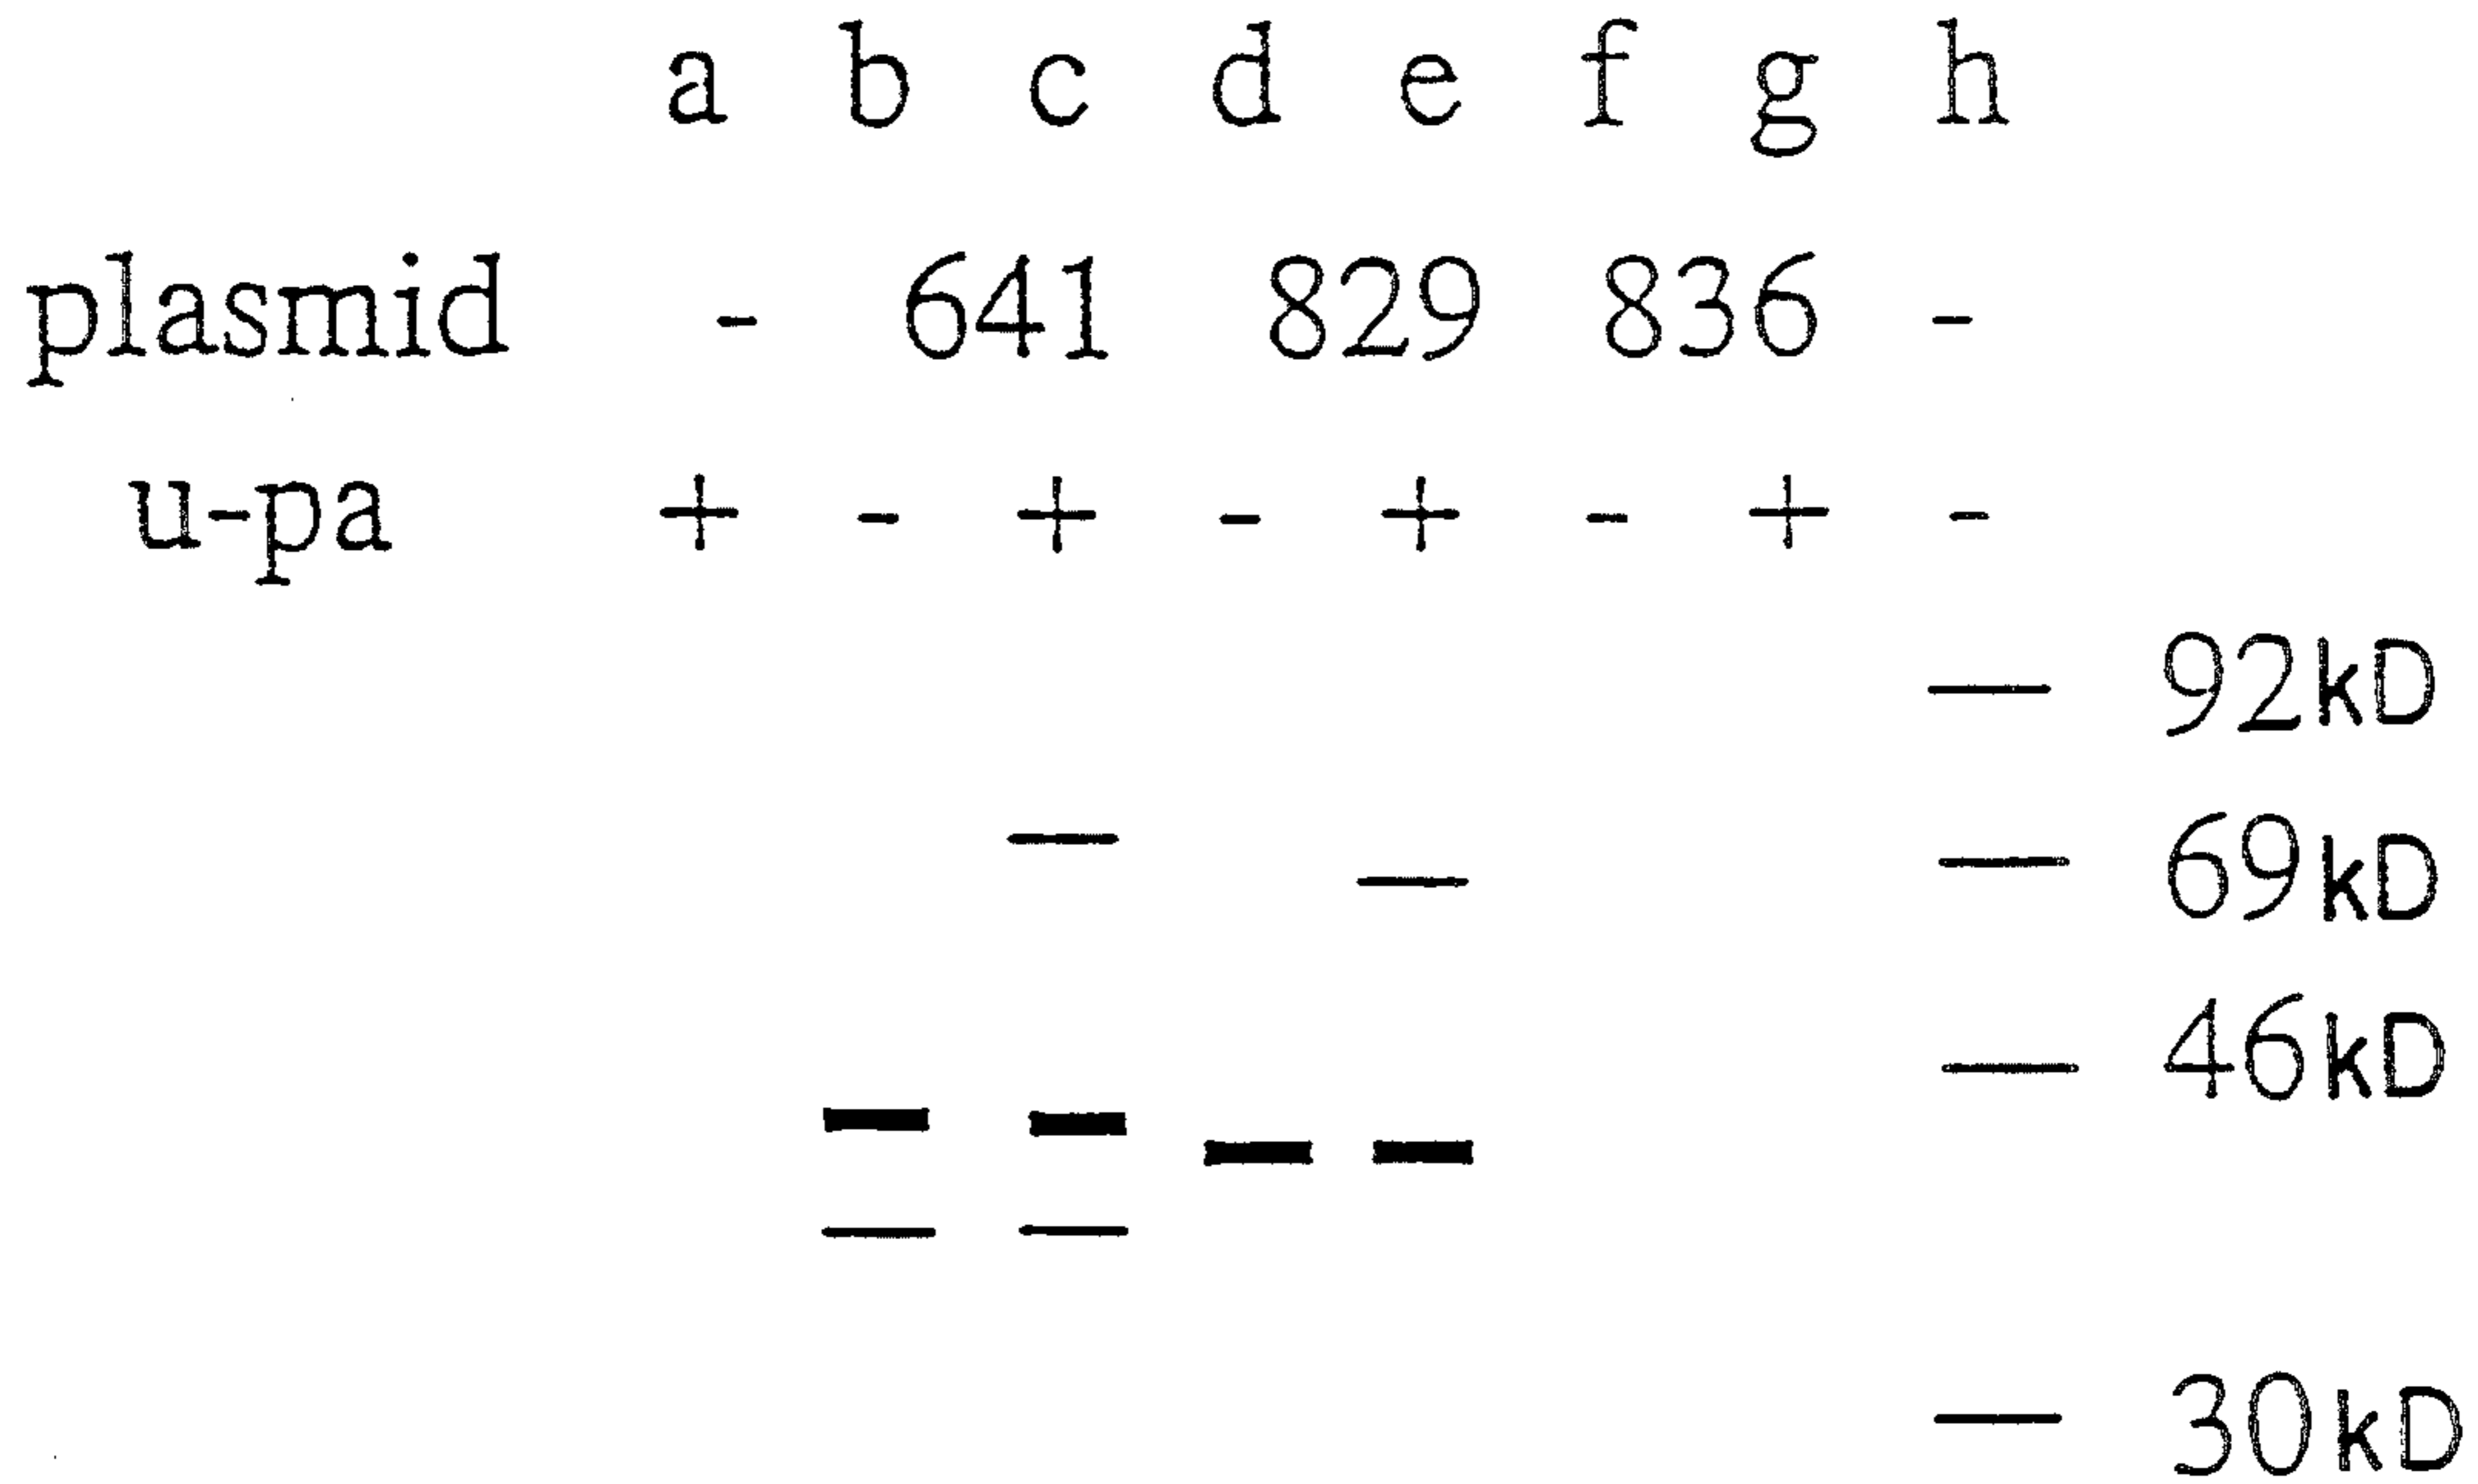 a b c d e f g h
plasmid - 641 829 836 -
u-pa + - + - + - + -
92kD
69kD
46kD
30kD